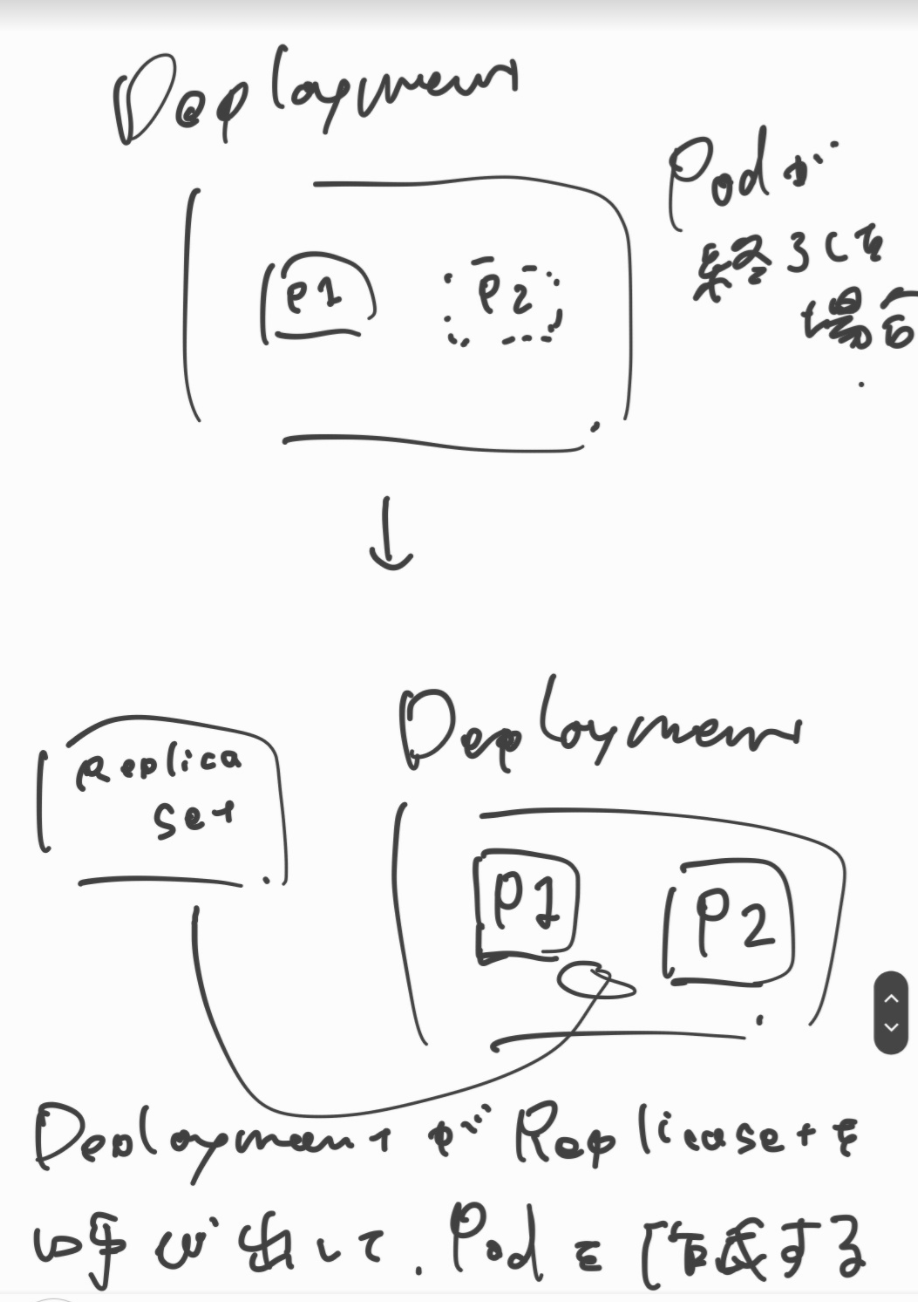 Deployment
Podが
終了した
場合
P1
P2
Deployment
Replica
Set
P1
P2
DeploymentがReplicasetを
呼び出して、Podを作成する